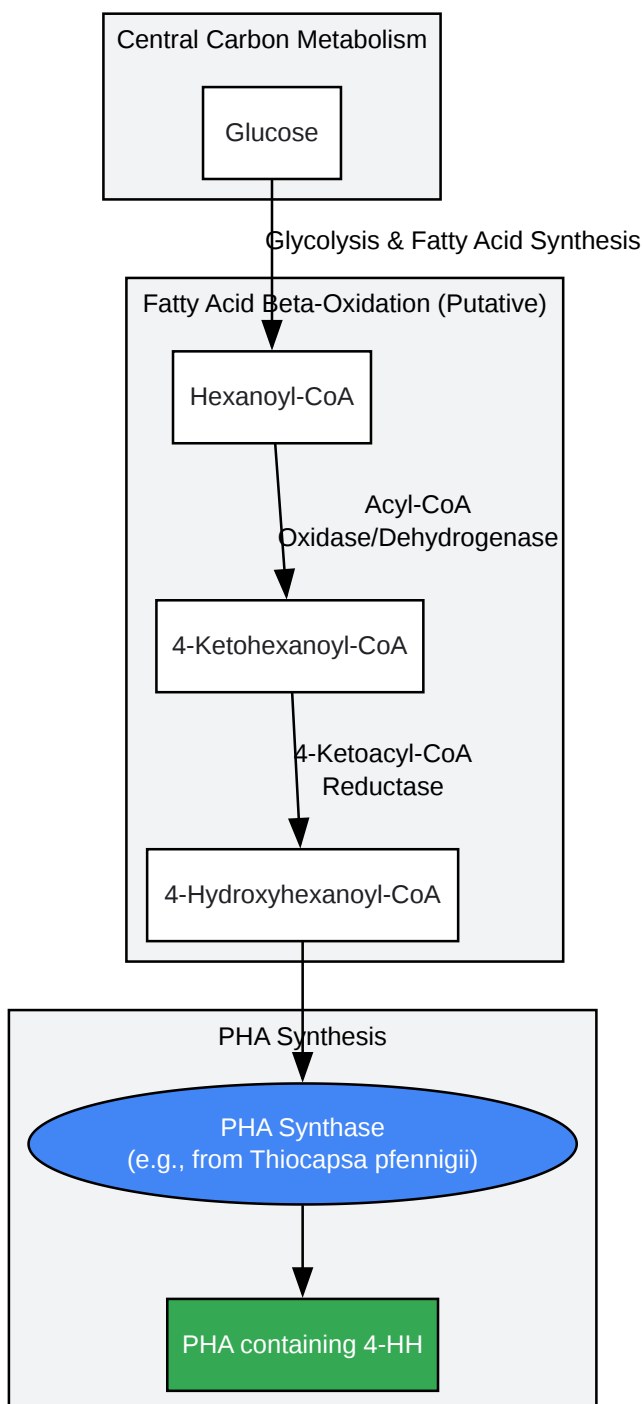 Central Carbon Metabolism
Glucose
Glycolysis & Fatty Acid Synthesis
Fatty Acid Beta-Oxidation (Putative)
Hexanoyl-CoA
Acyl-CoA
Oxidase/Dehydrogenase
4-Ketohexanoyl-CoA
4-Ketoacyl-CoA
Reductase
4-Hydroxyhexanoyl-CoA
PHA Synthesis
PHA Synthase
(e.g., from Thiocapsa pfennigii)
PHA containing 4-HH